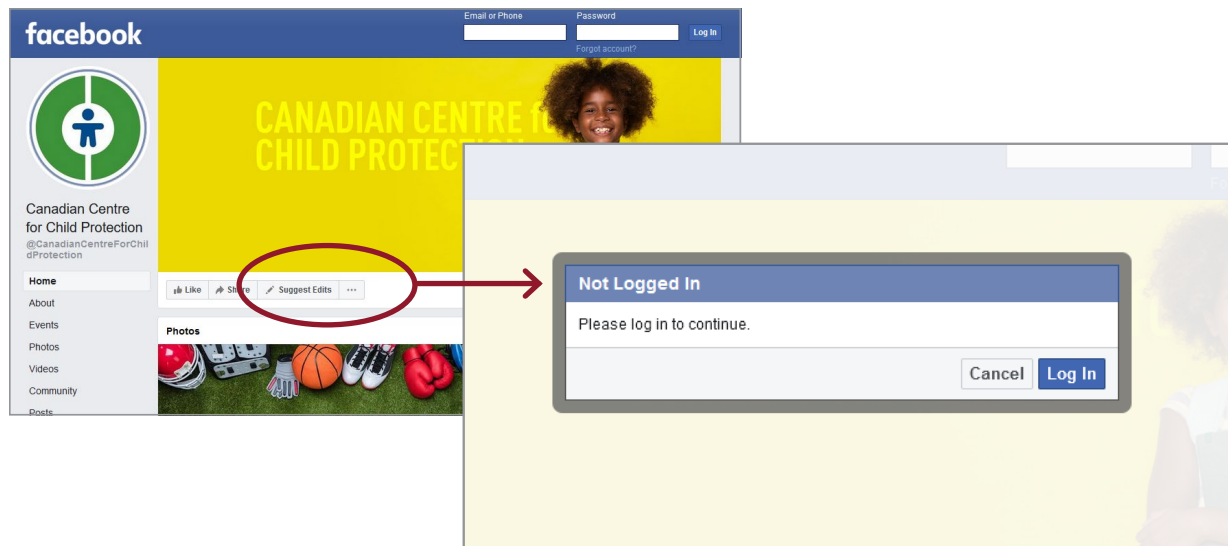 facebook
Email or Phone
Password
Log In
Forgot account?
CANADIAN CENTRE for
CHILD PROTECTION
Canadian Centre
for Child Protection
@CanadianCentreForChil
dProtection
Home
About
Events
Photos
Videos
Community
Posts
Like
Share
Suggest Edits
...
Photos
Not Logged In
Please log in to continue.
Cancel
Log In